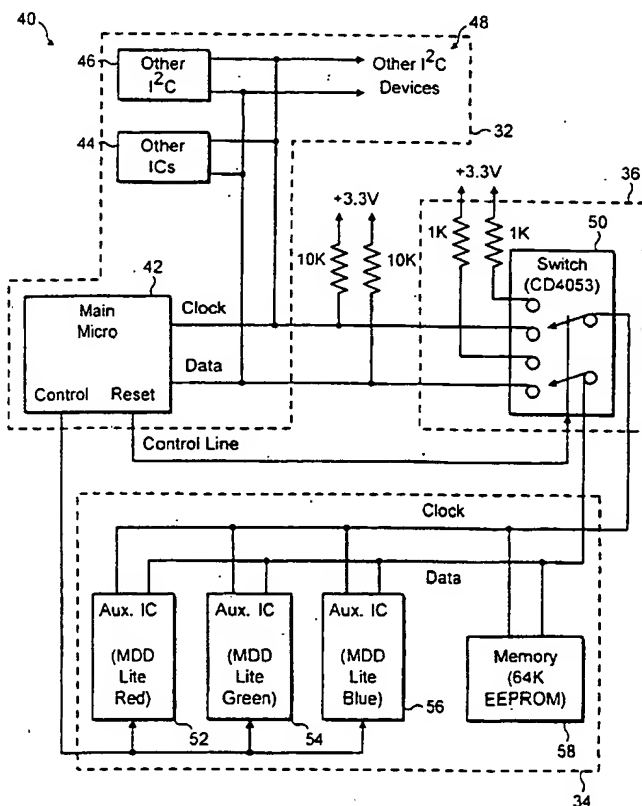 40
46
Other
I²C
48
Other I²C
Devices
44
Other
ICs
32
36
+3.3V
+3.3V
50
1K
1K
10K
10K
Switch
(CD4053)
42
Main
Micro
Clock
Data
Control
Reset
Control Line
Clock
Data
Aux. IC
(MDD
Lite
Red)
52
Aux. IC
(MDD
Lite
Green)
54
Aux. IC
(MDD
Lite
Blue)
56
Memory
(64K
EEPROM)
58
34